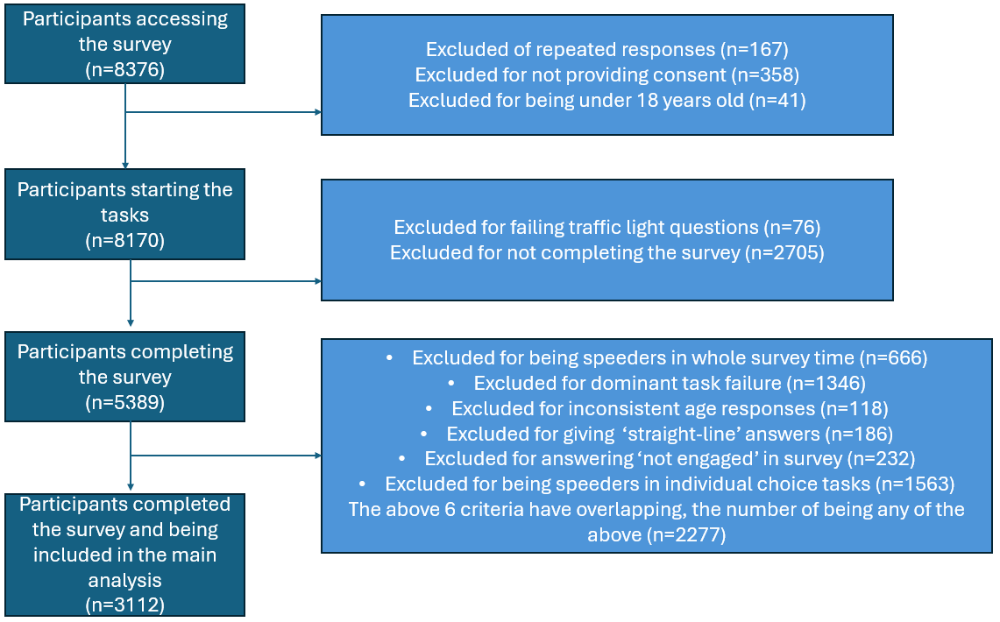 Participants accessing
the survey
(n=8376)
Excluded of repeated responses (n=167)
Excluded for not providing consent (n=358)
Excluded for being under 18 years old (n=41)
Participants starting the
tasks
(n=8170)
Excluded for failing traffic light questions (n=76)
Excluded for not completing the survey (n=2705)
Participants completing
the survey
(n=5389)
• Excluded for being speeders in whole survey time (n=666)
• Excluded for dominant task failure (n=1346)
• Excluded for inconsistent age responses (n=118)
• Excluded for giving ‘straight-line’ answers (n=186)
• Excluded for answering ‘not engaged’ in survey (n=232)
• Excluded for being speeders in individual choice tasks (n=1563)
The above 6 criteria have overlapping, the number of being any of the
above (n=2277)
Participants completed
the survey and being
included in the main
analysis
(n=3112)